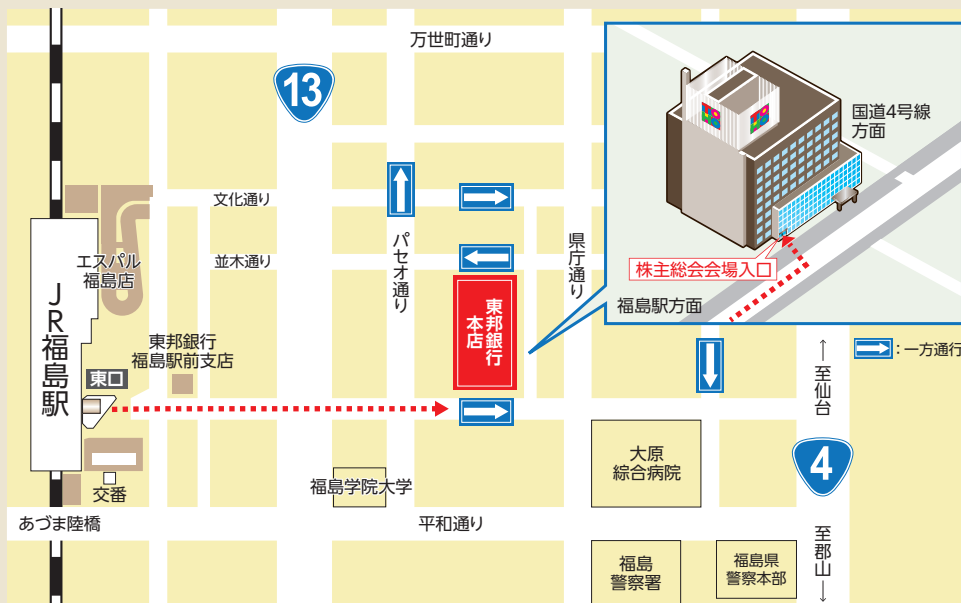 万世町通り
13
国道4号線
方面
株主総会会場入口
福島駅方面
文化通り
並木通り
パセオ通り
県庁通り
エスパル
福島店
JR福島駅
東邦銀行
福島駅前支店
東口
東邦銀行
本店
:一方通行
↑至仙台
大原
綜合病院
4
福島学院大学
交番
あづま陸橋
平和通り
至郡山↓
福島
警察署
福島県
警察本部